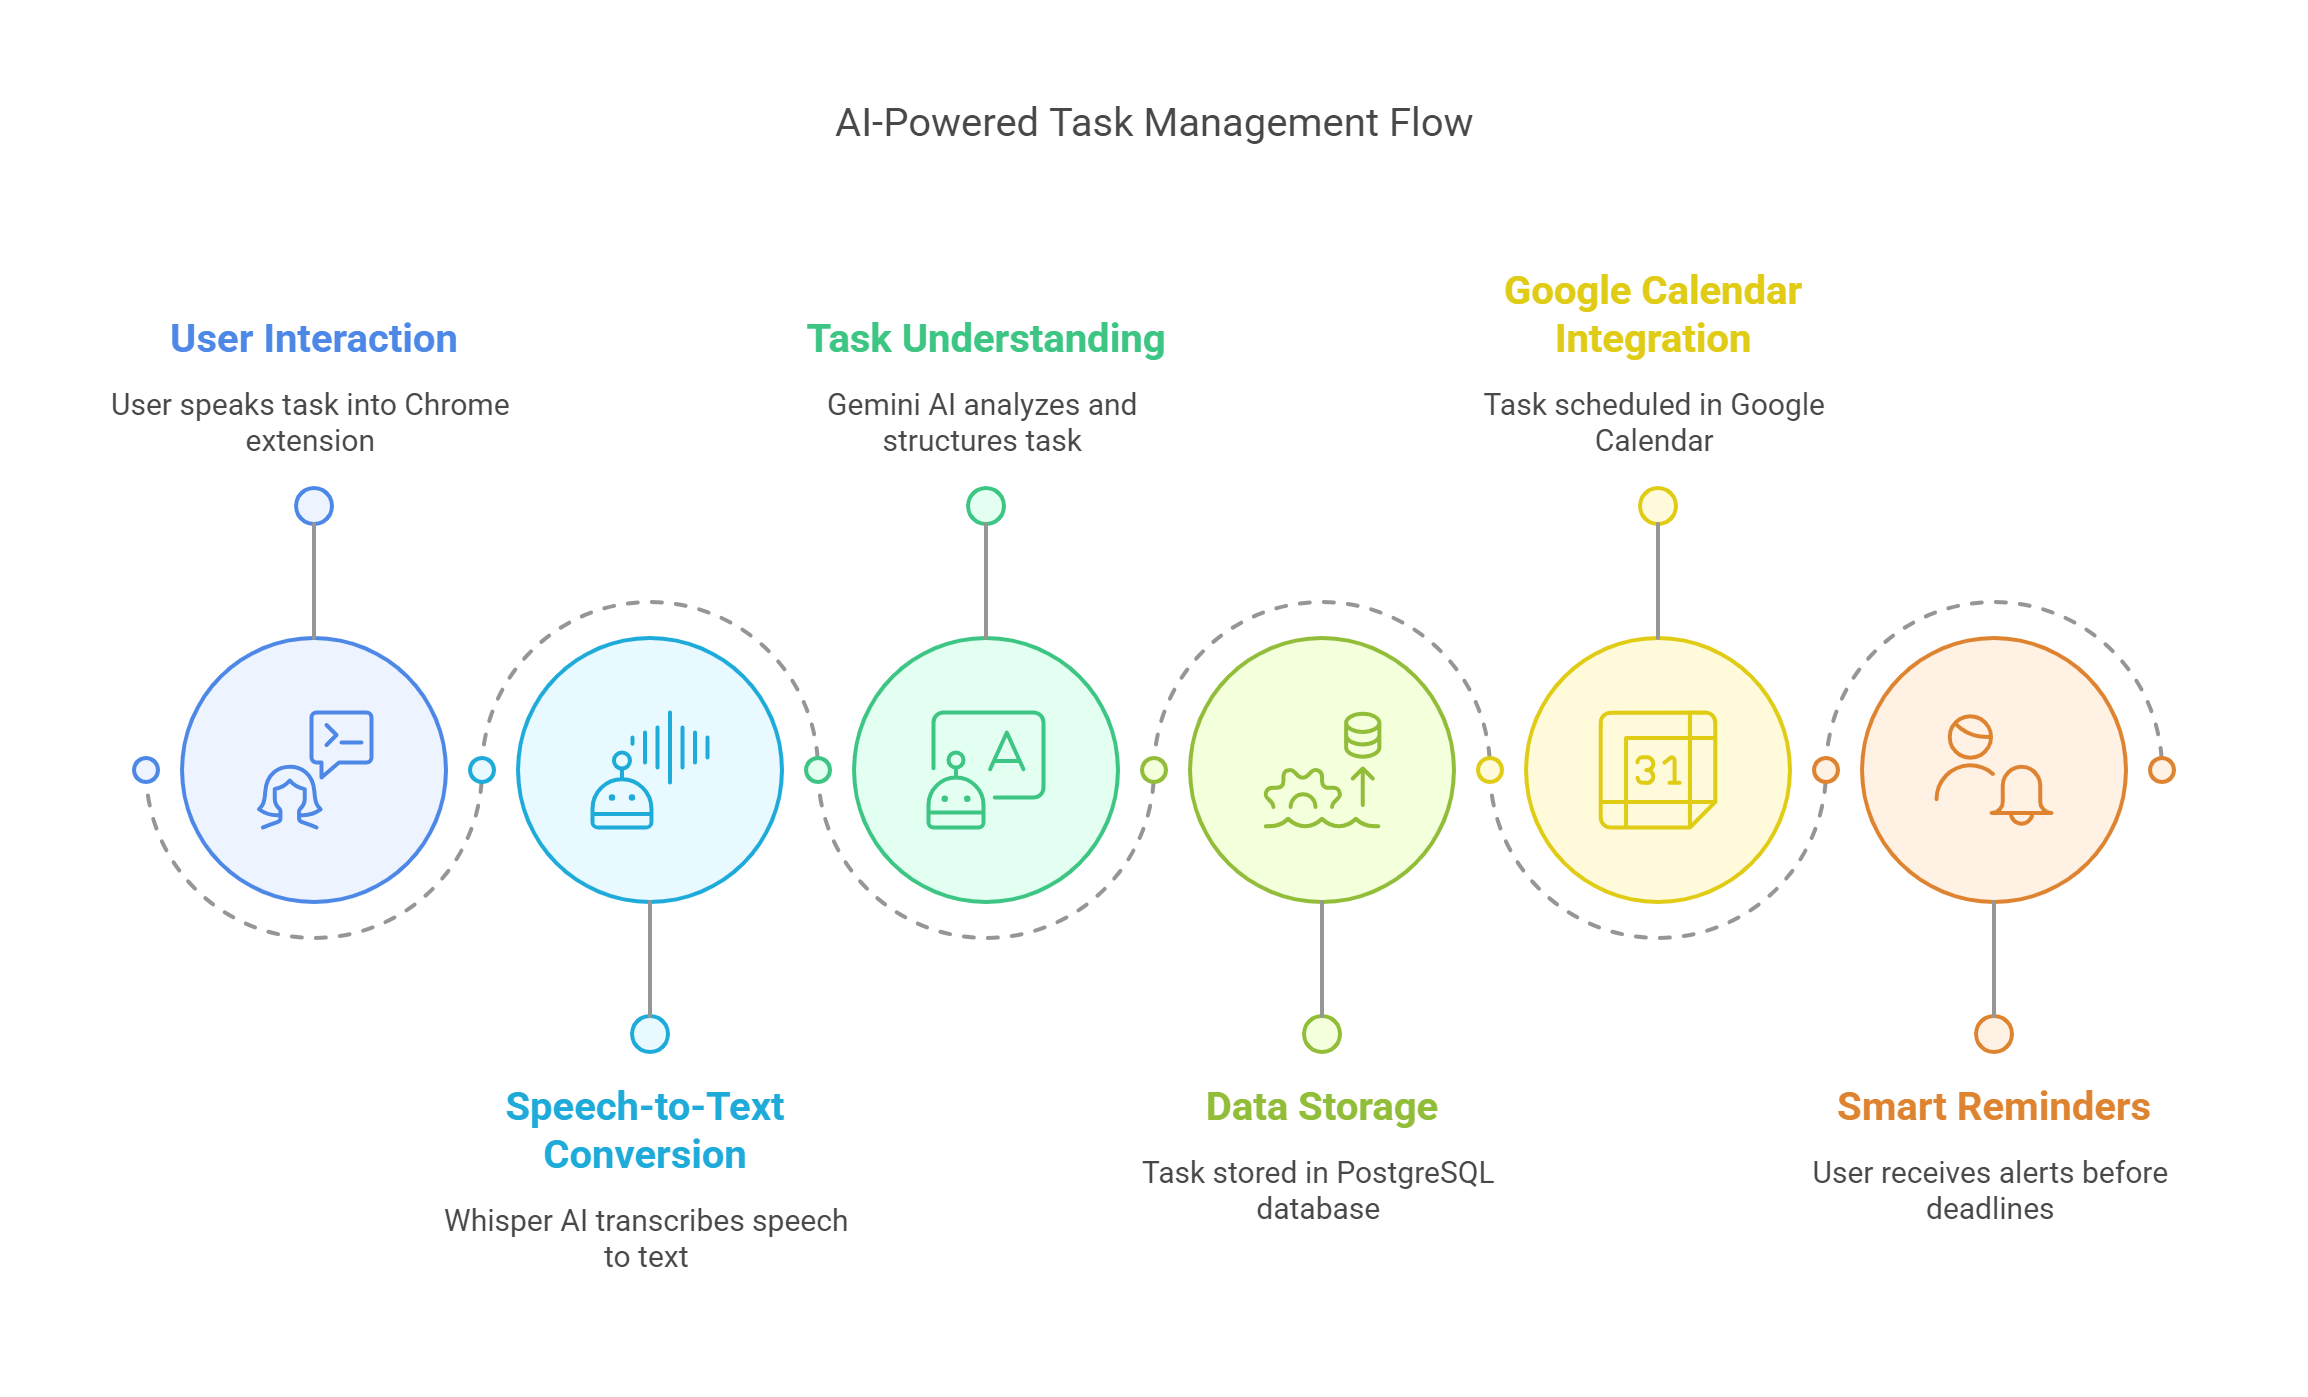 AI-Powered Task Management Flow
User Interaction
User speaks task into Chrome
extension
Speech-to-Text
Conversion
Whisper AI transcribes speech
to text
Task Understanding
Gemini AI analyzes and
structures task
A
Data Storage
Task stored in PostgreSQL
database
Google Calendar
Integration
Task scheduled in Google
Calendar
31
Smart Reminders
User receives alerts before
deadlines